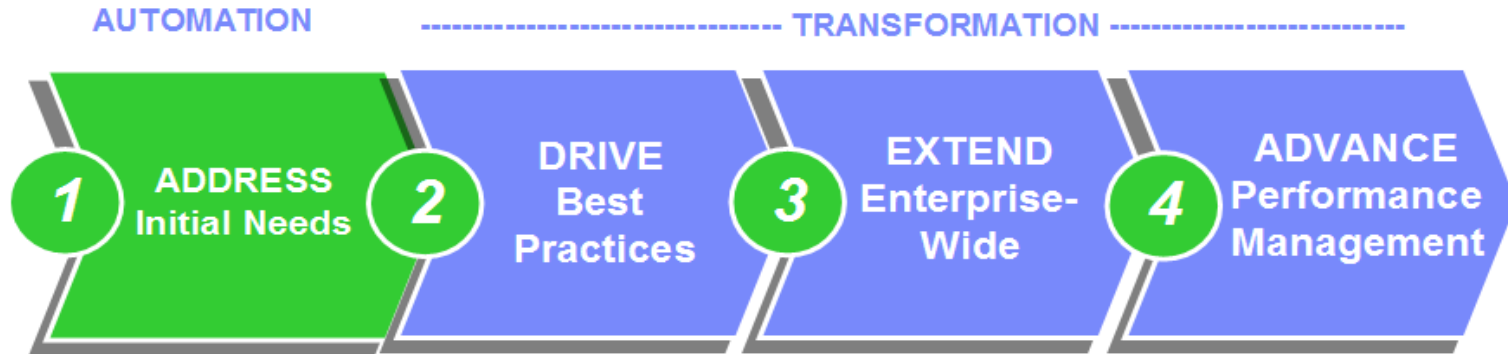 AUTOMATION
-------------------------------- TRANSFORMATION -------------------------
1
ADDRESS
Initial Needs
2
DRIVE
Best
Practices
3
EXTEND
Enterprise-
Wide
4
ADVANCE
Performance
Management